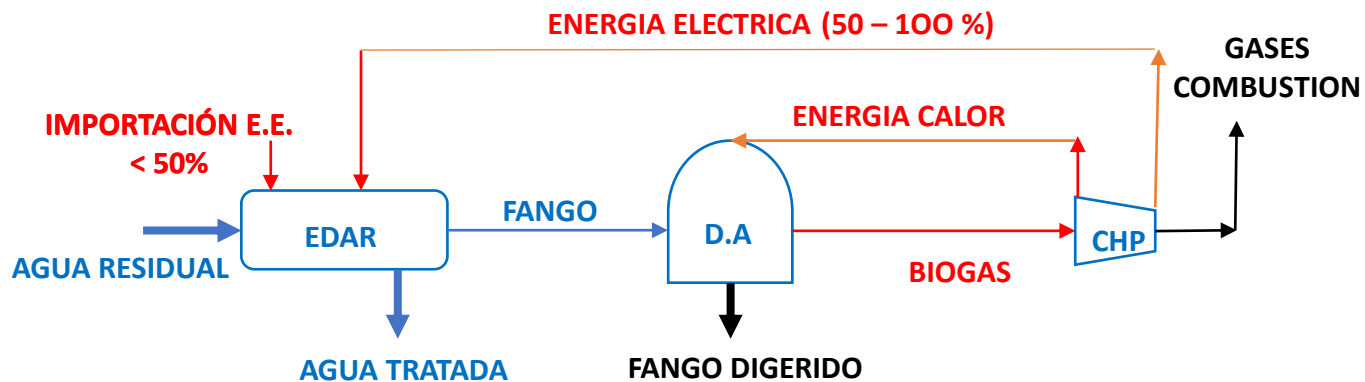 ENERGIA ELECTRICA (50 – 1OO %)
GASES
COMBUSTION
IMPORTACIÓN E.E.
< 50%
ENERGIA CALOR
FANGO
EDAR
D.A
CHP
AGUA RESIDUAL
BIOGAS
AGUA TRATADA
FANGO DIGERIDO